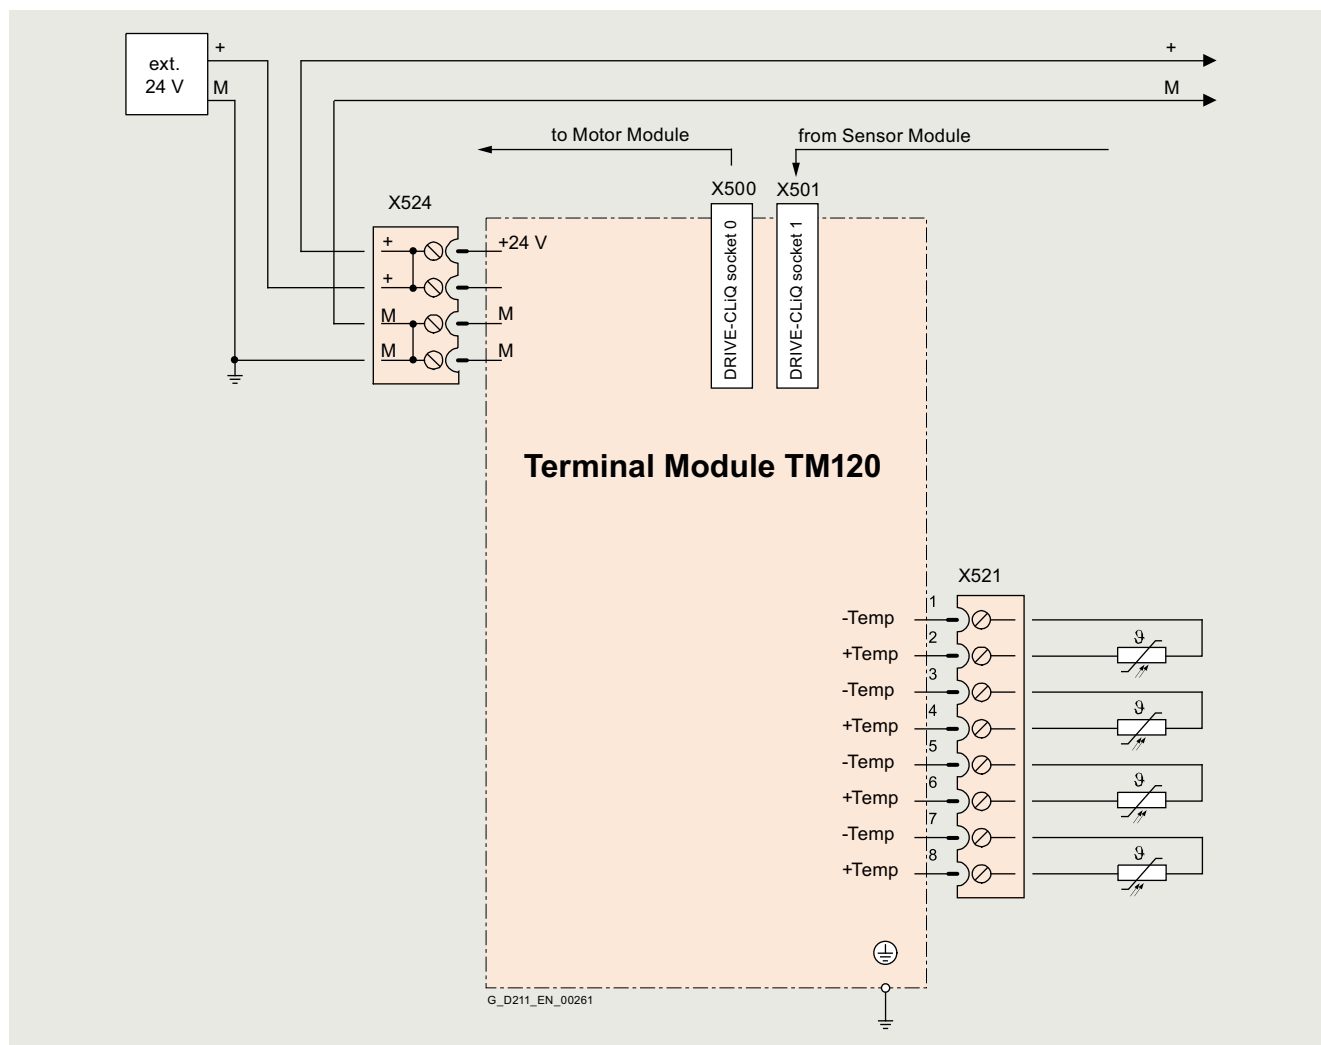 ext.
24 V
+
M
+
M
to Motor Module
from Sensor Module
X500
X501
X524
DRIVE-CLiQ socket 0
DRIVE-CLiQ socket 1
+
+24 V
+
M
M
M
M
Terminal Module TM120
X521
-Temp 1
+Temp 2
ϑ
-Temp 3
+Temp 4
ϑ
-Temp 5
+Temp 6
ϑ
-Temp 7
+Temp 8
ϑ
G_D211_EN_00261